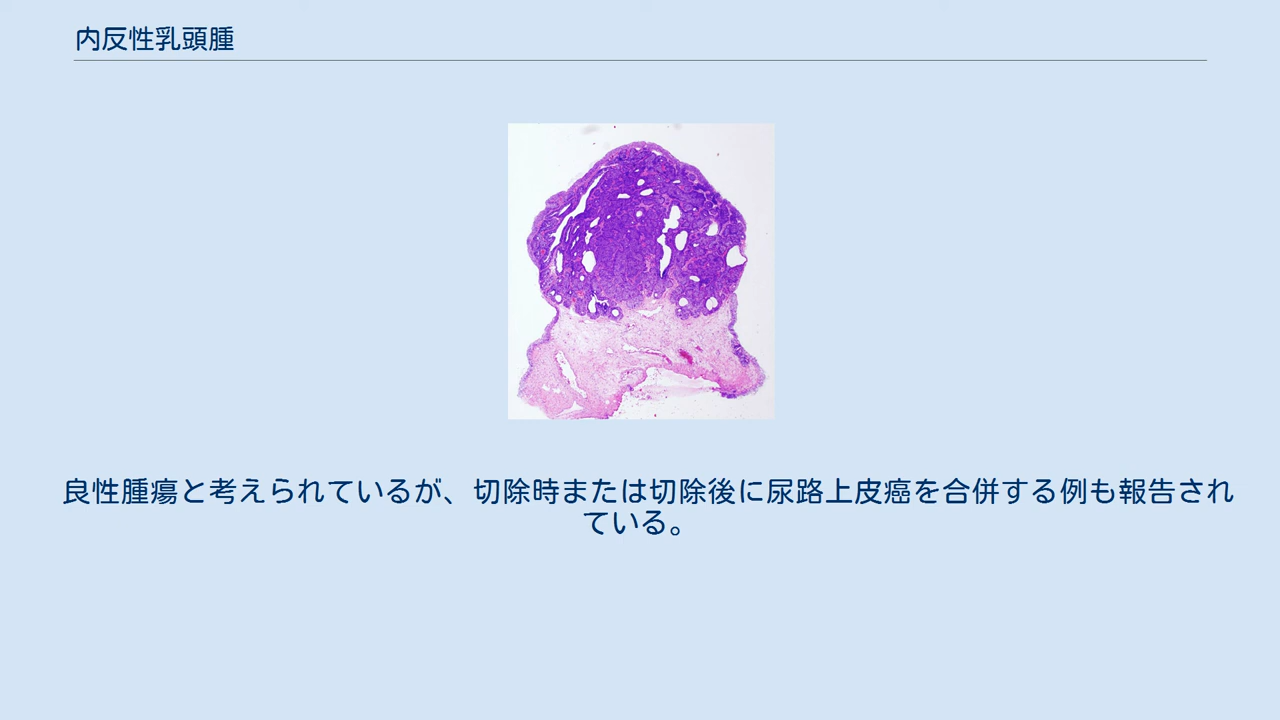 内反性乳頭腫
良性腫瘍と考えられているが、切除時または切除後に尿路上皮癌を合併する例も報告され
ている。